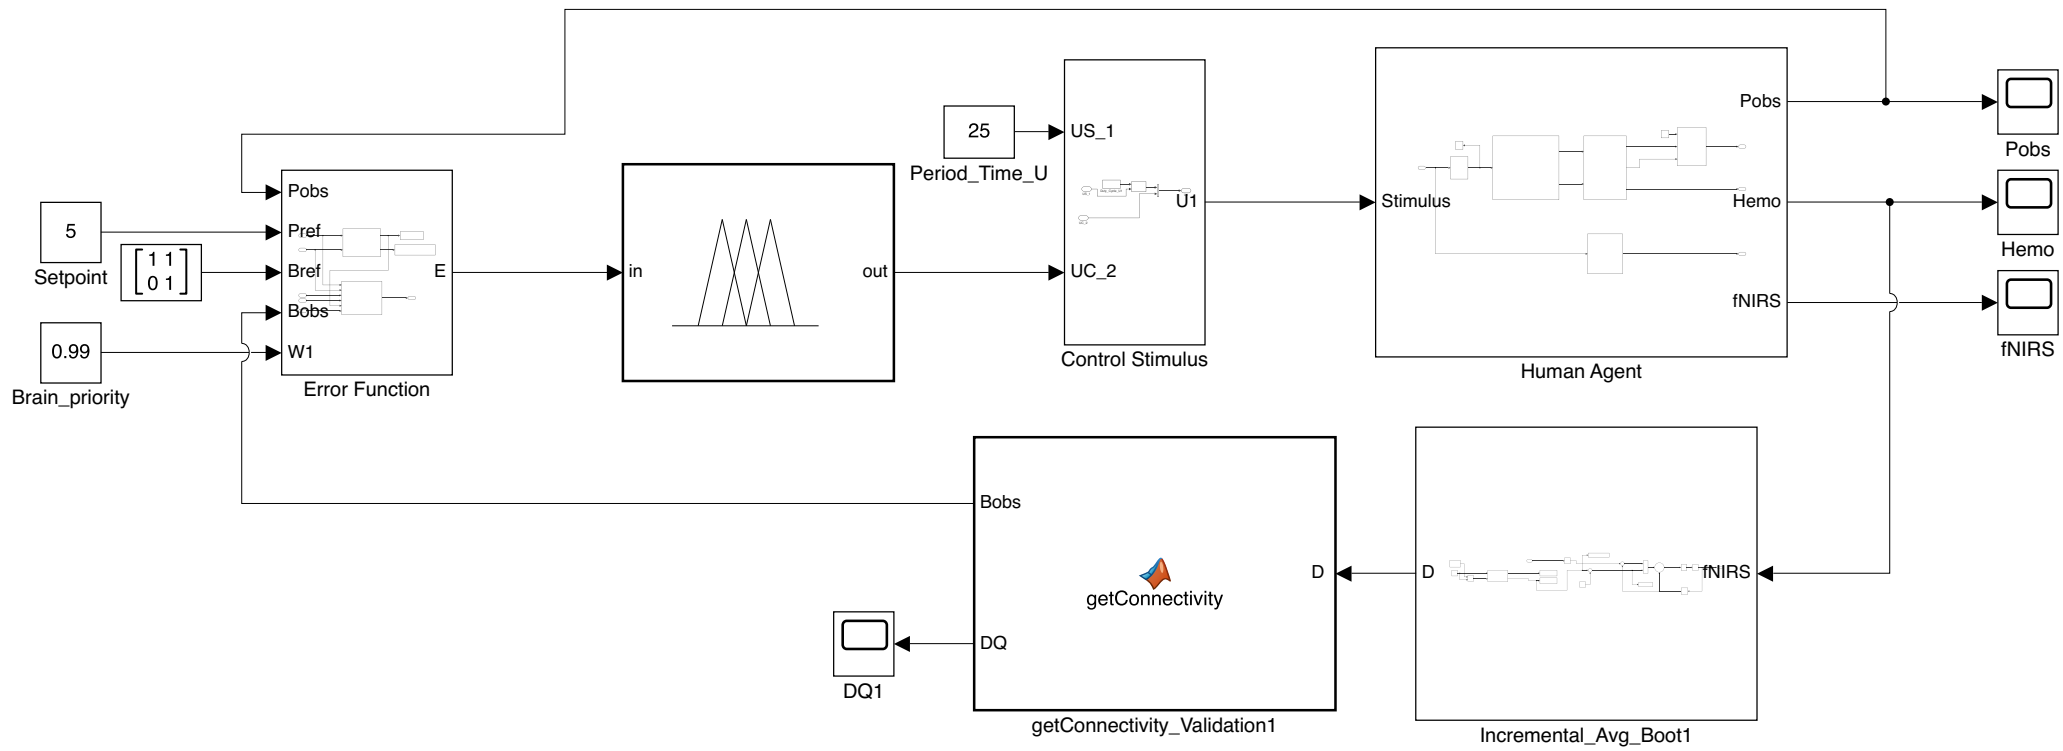 Pobs
Pref
Bref
Bobs
W1
E
Error Function
5
Setpoint
1 1
0 1
0.99
Brain_priority
in
out
25
Period_Time_U
US_1
UC_2
U1
Control Stimulus
Stimulus
Pobs
Hemo
fNIRS
Human Agent
Pobs
Hemo
fNIRS
Bobs
DQ
D
getConnectivity
getConnectivity_Validation1
DQ1
D
fNIRS
Incremental_Avg_Boot1